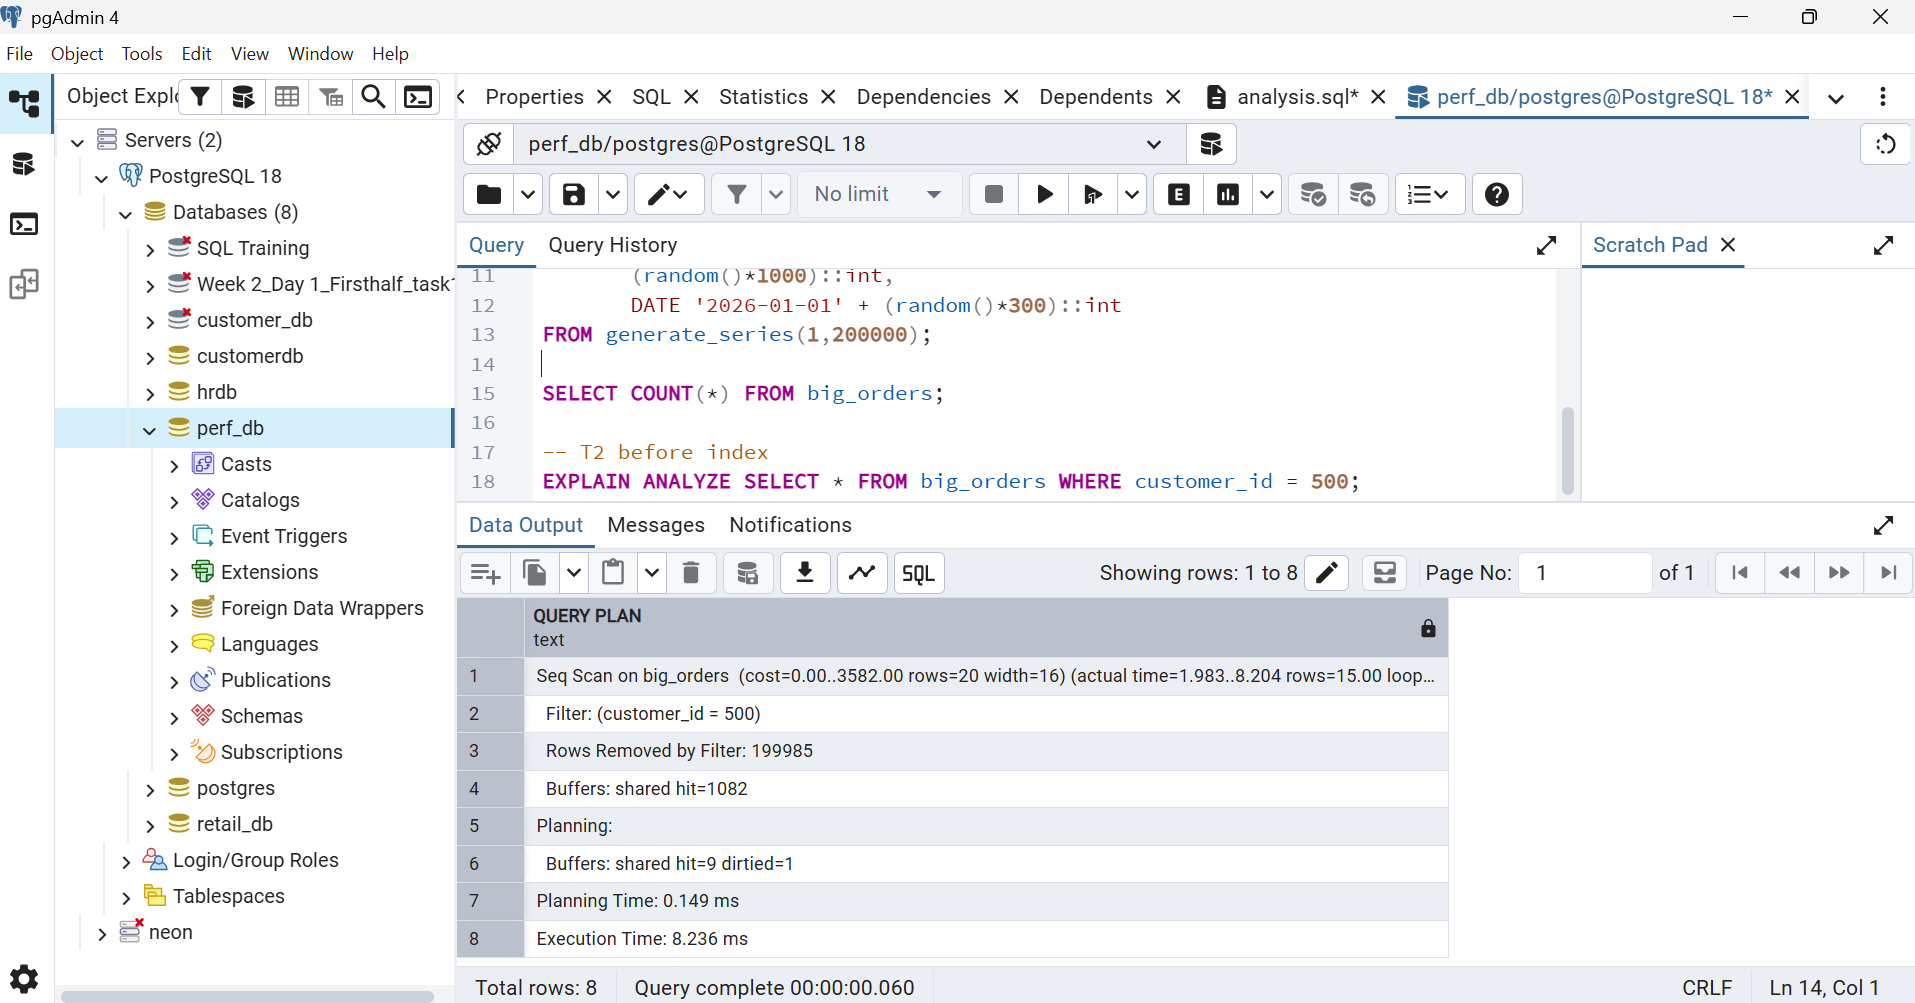 pgAdmin 4
File Object Tools Edit View Window Help
Object Explo
Properties SQL Statistics Dependencies Dependents analysis.sql* perf_db/postgres@PostgreSQL 18*
Servers (2)
PostgreSQL 18
Databases (8)
SQL Training
Week 2_Day 1_Firsthalf_task
customer_db
customerdb
hrdb
perf_db
Casts
Catalogs
Event Triggers
Extensions
Foreign Data Wrappers
Languages
Publications
Schemas
Subscriptions
postgres
retail_db
Login/Group Roles
Tablespaces
neon
perf_db/postgres@PostgreSQL 18
No limit
E
Query Query History
Scratch Pad
11 (random()*1000)::int,
12 DATE '2026-01-01' + (random()*300)::int
13 FROM generate_series(1,200000);
14
15 SELECT COUNT(*) FROM big_orders;
16
17 -- T2 before index
18 EXPLAIN ANALYZE SELECT * FROM big_orders WHERE customer_id = 500;
Data Output Messages Notifications
SQL Showing rows: 1 to 8 Page No: 1 of 1
QUERY PLAN
text
1 Seq Scan on big_orders (cost=0.00..3582.00 rows=20 width=16) (actual time=1.983..8.204 rows=15.00 loop...
2 Filter: (customer_id = 500)
3 Rows Removed by Filter: 199985
4 Buffers: shared hit=1082
5 Planning:
6 Buffers: shared hit=9 dirtied=1
7 Planning Time: 0.149 ms
8 Execution Time: 8.236 ms
Total rows: 8 Query complete 00:00:00.060 CRLF Ln 14, Col 1